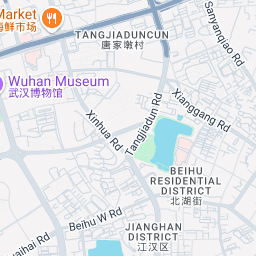 Market
海鲜市场
TANGJIADUNCUN
唐家墩村
Sanyanqiao Rd
Wuhan Museum
武汉博物馆
Xinhua Rd
Tangjiadun Rd
Xianggang Rd
BEIHU
RESIDENTIAL
DISTRICT
北湖街
Beihu W Rd
JIANGHAN
DISTRICT
江汉区
aihai Rd